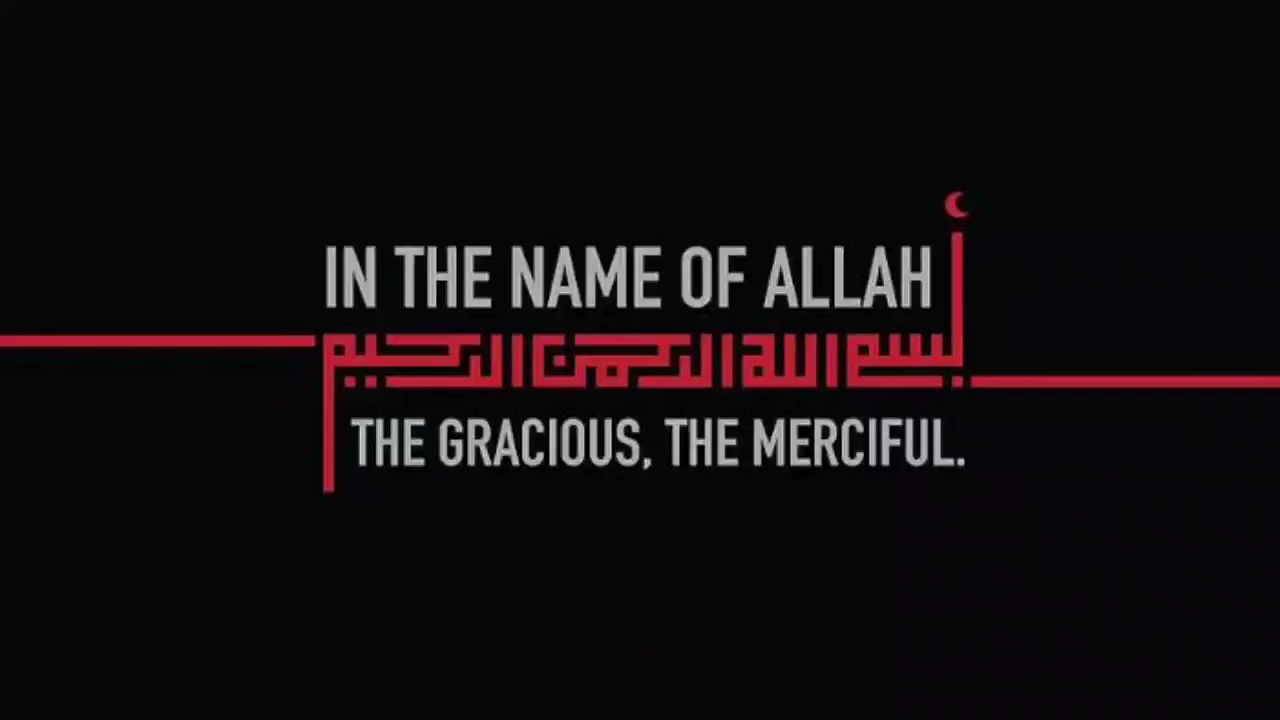 IN THE NAME OF ALLAH
بسم الله الرحمن الرحيم
THE GRACIOUS, THE MERCIFUL.